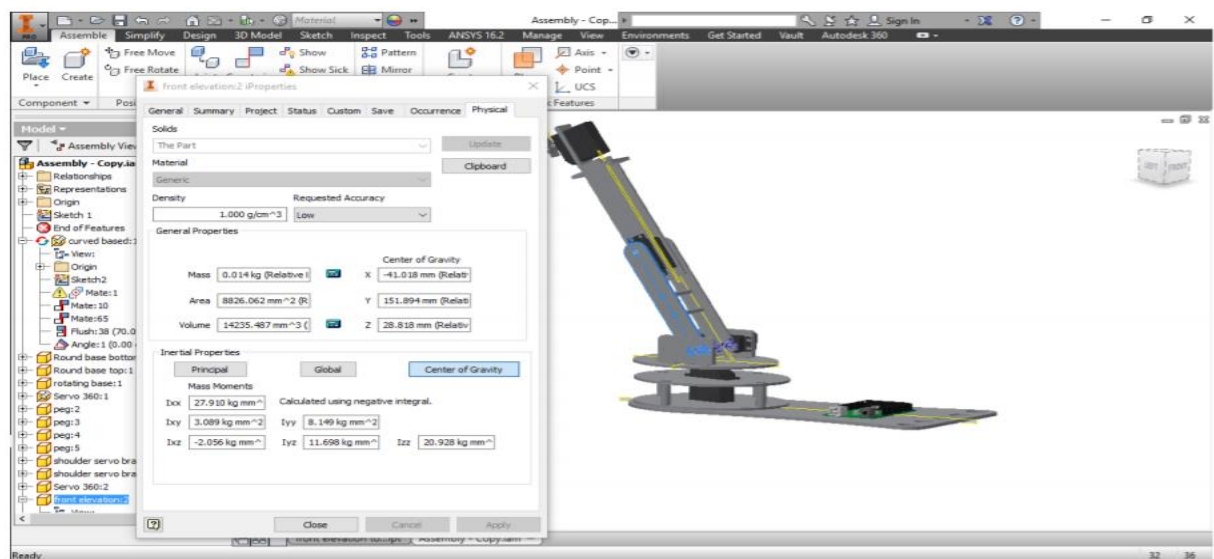 PRO
Material
Assembly - Cop...
Sign In
Assemble Simplify Design 3D Model Sketch Inspect Tools ANSYS 16.2 Manage View Environments Get Started Vault Autodesk 360
Place
Create
Free Move
Free Rotate
Show
Show Sick
Pattern
Mirror
Axis
Point
UCS
Component
Features
Model
Assembly View
Assembly - Copy.ia
Relationships
Representations
Origin
Sketch 1
End of Features
curved based:1
View:
Origin
Sketch2
Mate:1
Mate:10
Mate:65
Flush:38 (70.0
Angle:1 (0.00
Round base bottor
Round base top:1
rotating base:1
Servo 360:1
peg:2
peg:3
peg:4
peg:5
shoulder servo bra
shoulder servo bra
Servo 360:2
front elevation:2
front elevation:2 iProperties
General Summary Project Status Custom Save Occurrence Physical
Solids
The Part
Update
Material
Clipboard
Generic
Density
Requested Accuracy
1.000 g/cm^3
Low
General Properties
Center of Gravity
Mass 0.014 kg (Relative
X -41.018 mm (Relati
Area 8826.062 mm^2 (R
Y 151.894 mm (Relati
Volume 14235.487 mm^3 (
Z 28.818 mm (Relativ
Inertial Properties
Principal
Global
Center of Gravity
Mass Moments
Ixx 27.910 kg mm^
Calculated using negative integral.
Ixy 3.089 kg mm^2
Iyy 8.149 kg mm^2
Ixz -2.056 kg mm^
Iyz 11.698 kg mm^
Izz 20.928 kg mm^
Close
Cancel
Apply
LEFT
FRONT
Assembly - Copy.iam
Ready
32 36